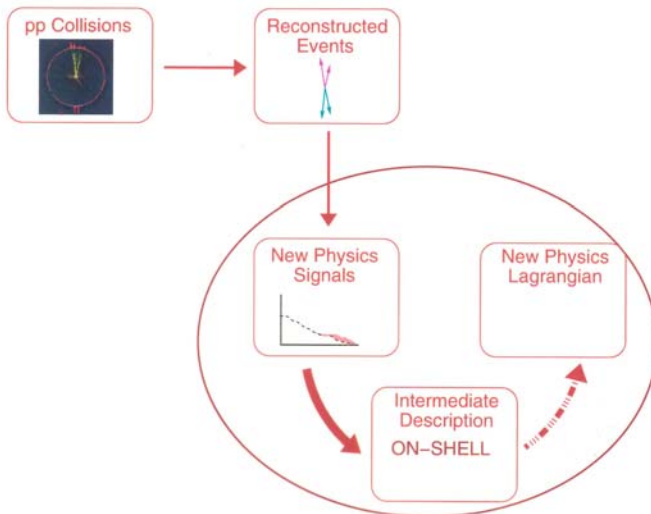 pp Collisions
Reconstructed
Events
New Physics
Signals
New Physics
Lagrangian
Intermediate
Description
ON–SHELL